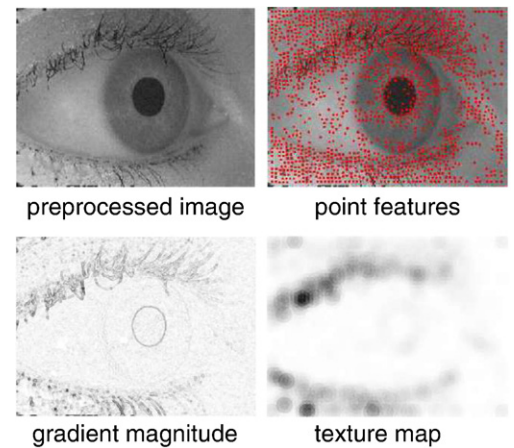 preprocessed image
point features
gradient magnitude
texture map